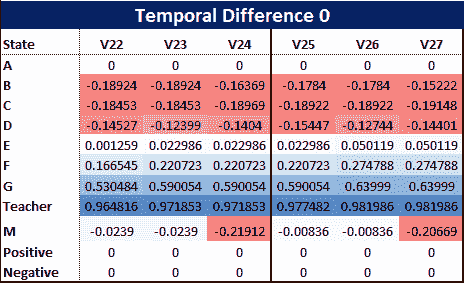 Temporal Difference 0
State V22 V23 V24 V25 V26 V27
A 0 0 0 0 0 0
B -0.18924 -0.18924 -0.16369 -0.1784 -0.1784 -0.15222
C -0.18453 -0.18453 -0.18969 -0.18922 -0.18922 -0.19148
D -0.14527 -0.12399 -0.1404 -0.15447 -0.12744 -0.14401
E 0.001259 0.022986 0.022986 0.022986 0.050119 0.050119
F 0.166545 0.220723 0.220723 0.220723 0.274788 0.274788
G 0.530484 0.590054 0.590054 0.590054 0.63999 0.63999
Teacher 0.964816 0.971853 0.971853 0.977482 0.981986 0.981986
M -0.0239 -0.0239 -0.21912 -0.00836 -0.00836 -0.20669
Positive 0 0 0 0 0 0
Negative 0 0 0 0 0 0